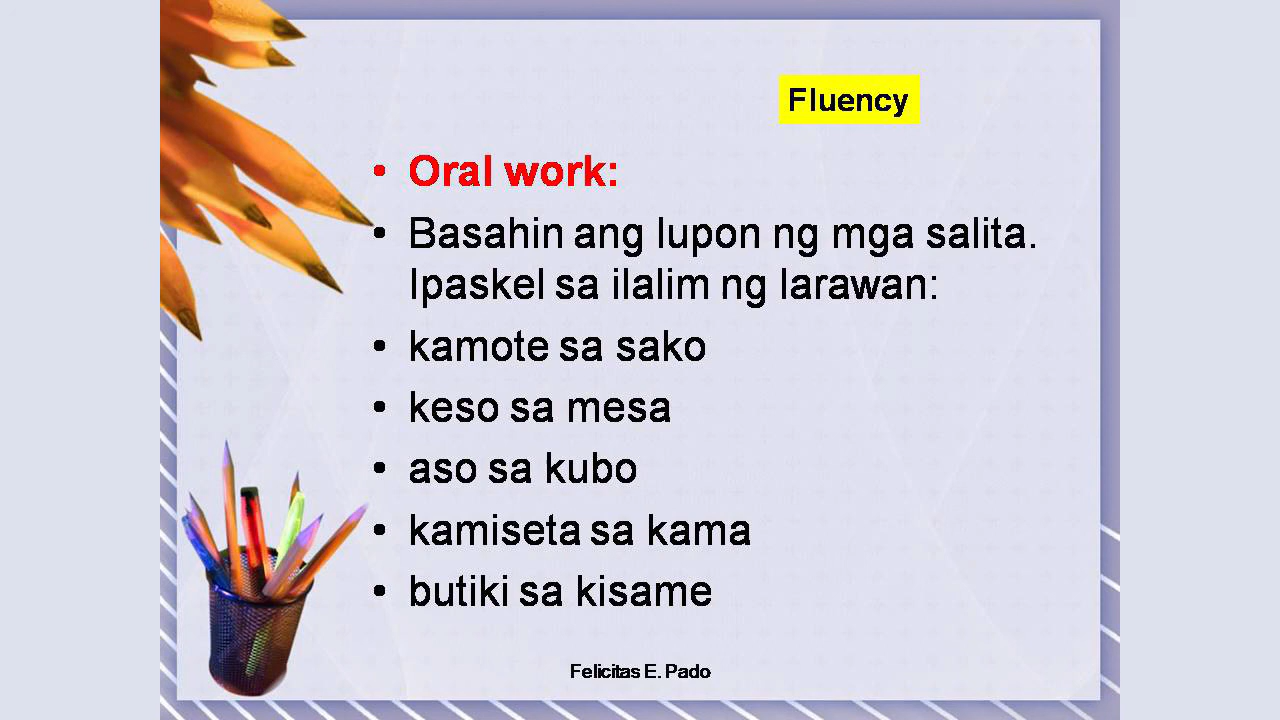 Fluency
• Oral work:
• Basahin ang lupon ng mga salita.
Ipaskel sa ilalim ng larawan:
• kamote sa sako
• keso sa mesa
• aso sa kubo
• kamiseta sa kama
• butiki sa kisame
Felicitas E. Pado